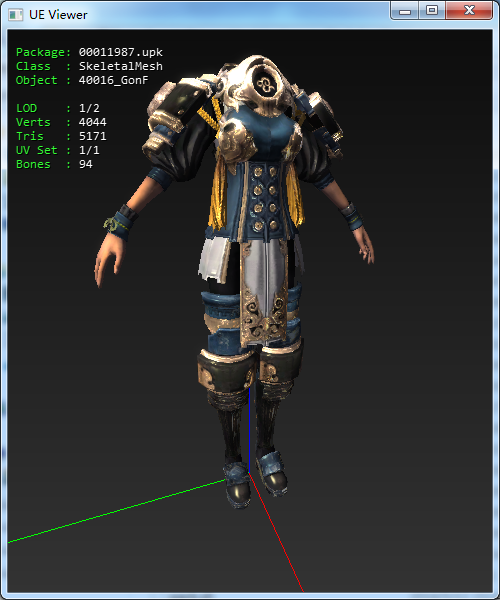 UE Viewer
Package: 00011987.upk
Class : SkeletalMesh
Object : 40016_GonF
LOD : 1/2
Verts : 4044
Tris : 5171
UV Set : 1/1
Bones : 94